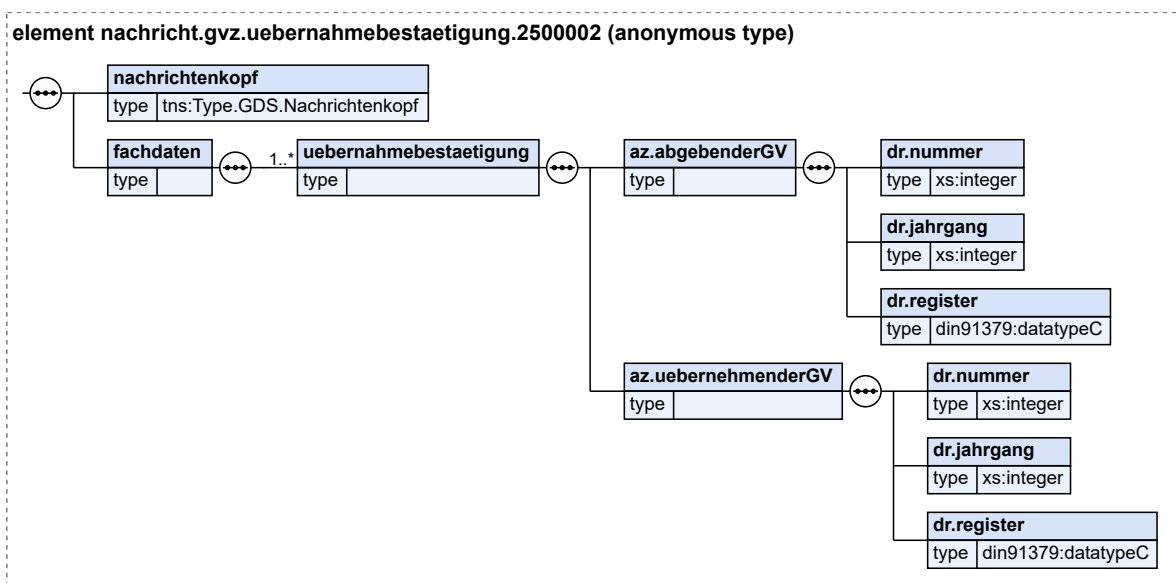 element nachricht.gvz.uebernahmebestaetigung.2500002 (anonymous type)
nachrichtenkopf
type tns:Type.GDS.Nachrichtenkopf
fachdaten
type
1..*
uebernahmebestaetigung
type
az.abgebenderGV
type
dr.nummer
type xs:integer
dr.jahrgang
type xs:integer
dr.register
type din91379:datatypeC
az.uebernehmenderGV
type
dr.nummer
type xs:integer
dr.jahrgang
type xs:integer
dr.register
type din91379:datatypeC